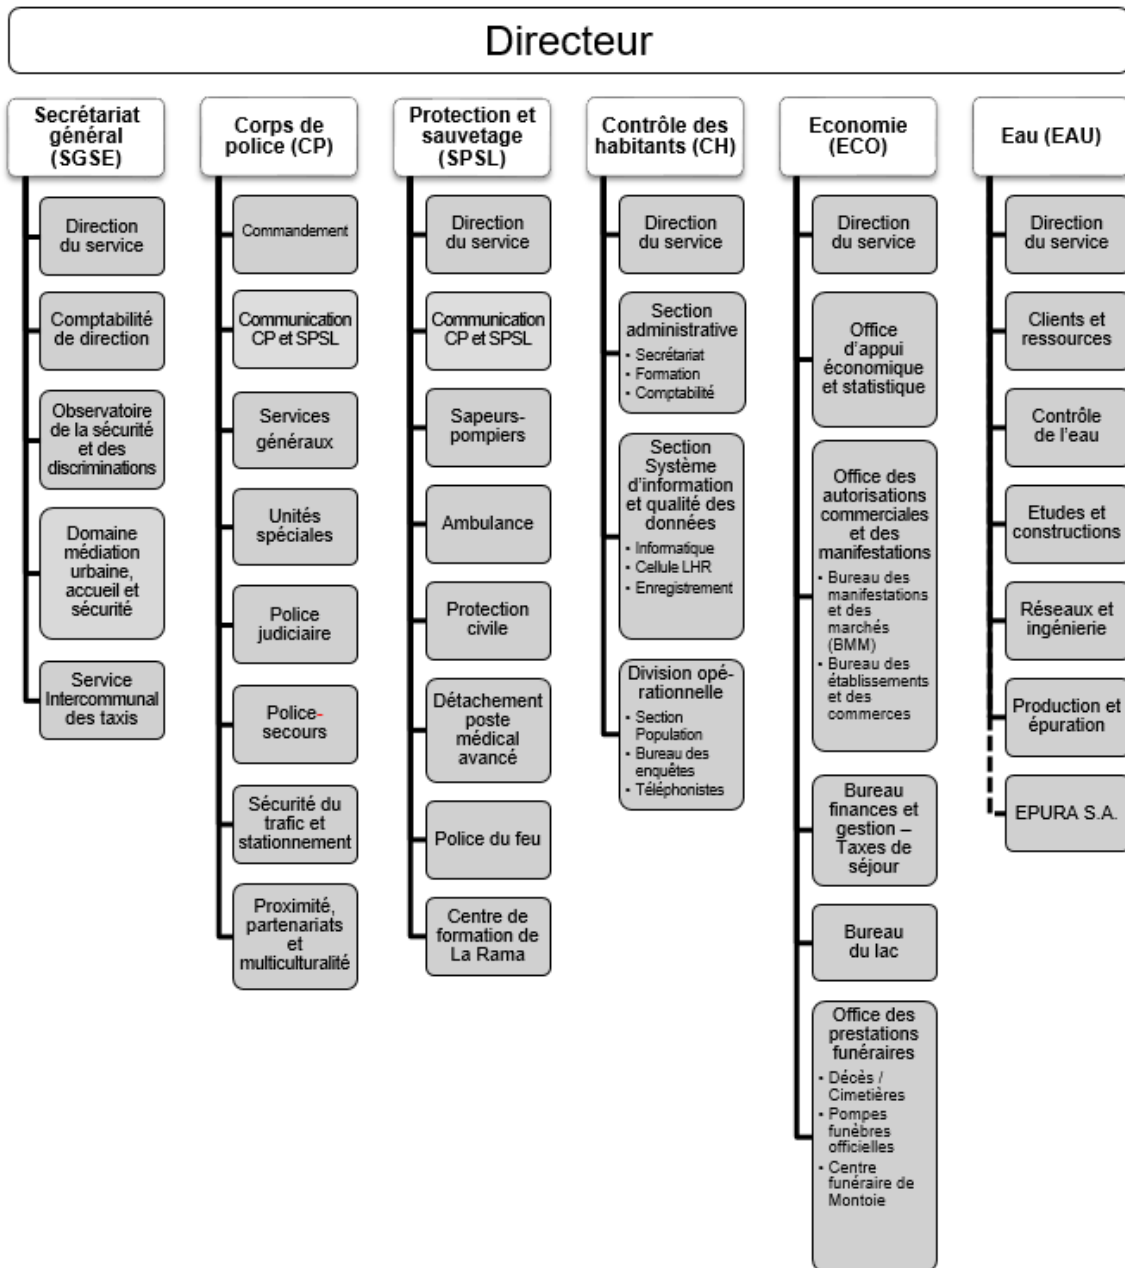 Directeur
Secrétariat
général
(SGSE)
Direction
du service
Comptabilité
de direction
Observatoire
de la sécurité
et des
discriminations
Domaine
médiation
urbaine,
accueil et
sécurité
Service
Intercommunal
des taxis
Corps de
police (CP)
Commandement
Communication
CP et SPSL
Services
généraux
Unités
spéciales
Police
judiciaire
Police-
secours
Sécurité du
trafic et
stationnement
Proximité,
partenariats
et
multiculturalité
Protection et
sauvetage
(SPSL)
Direction
du service
Communication
CP et SPSL
Sapeurs-
pompiers
Ambulance
Protection
civile
Détachement
poste
médical
avancé
Police du feu
Centre de
formation de
La Rama
Contrôle des
habitants (CH)
Direction
du service
Section
administrative
▪ Secrétariat
▪ Formation
▪ Comptabilité
Section
Système
d'information
et qualité des
données
▪ Informatique
▪ Cellule LHR
▪ Enregistrement
Division opé-
rationnelle
▪ Section
Population
▪ Bureau des
enquêtes
▪ Téléphonistes
Economie
(ECO)
Direction
du service
Office
d'appui
économique
et statistique
Office des
autorisations
commerciales
et des
manifestations
▪ Bureau des
manifestations
et des
marchés
(BMM)
▪ Bureau des
établissements
et des
commerces
Bureau
finances et
gestion –
Taxes de
séjour
Bureau
du lac
Office des
prestations
funéraires
▪ Décès /
Cimetières
▪ Pompes
funèbres
officielles
▪ Centre
funéraire de
Montoie
Eau (EAU)
Direction
du service
Clients et
ressources
Contrôle
de l'eau
Etudes et
constructions
Réseaux et
ingénierie
Production et
épuration
EPURA S.A.